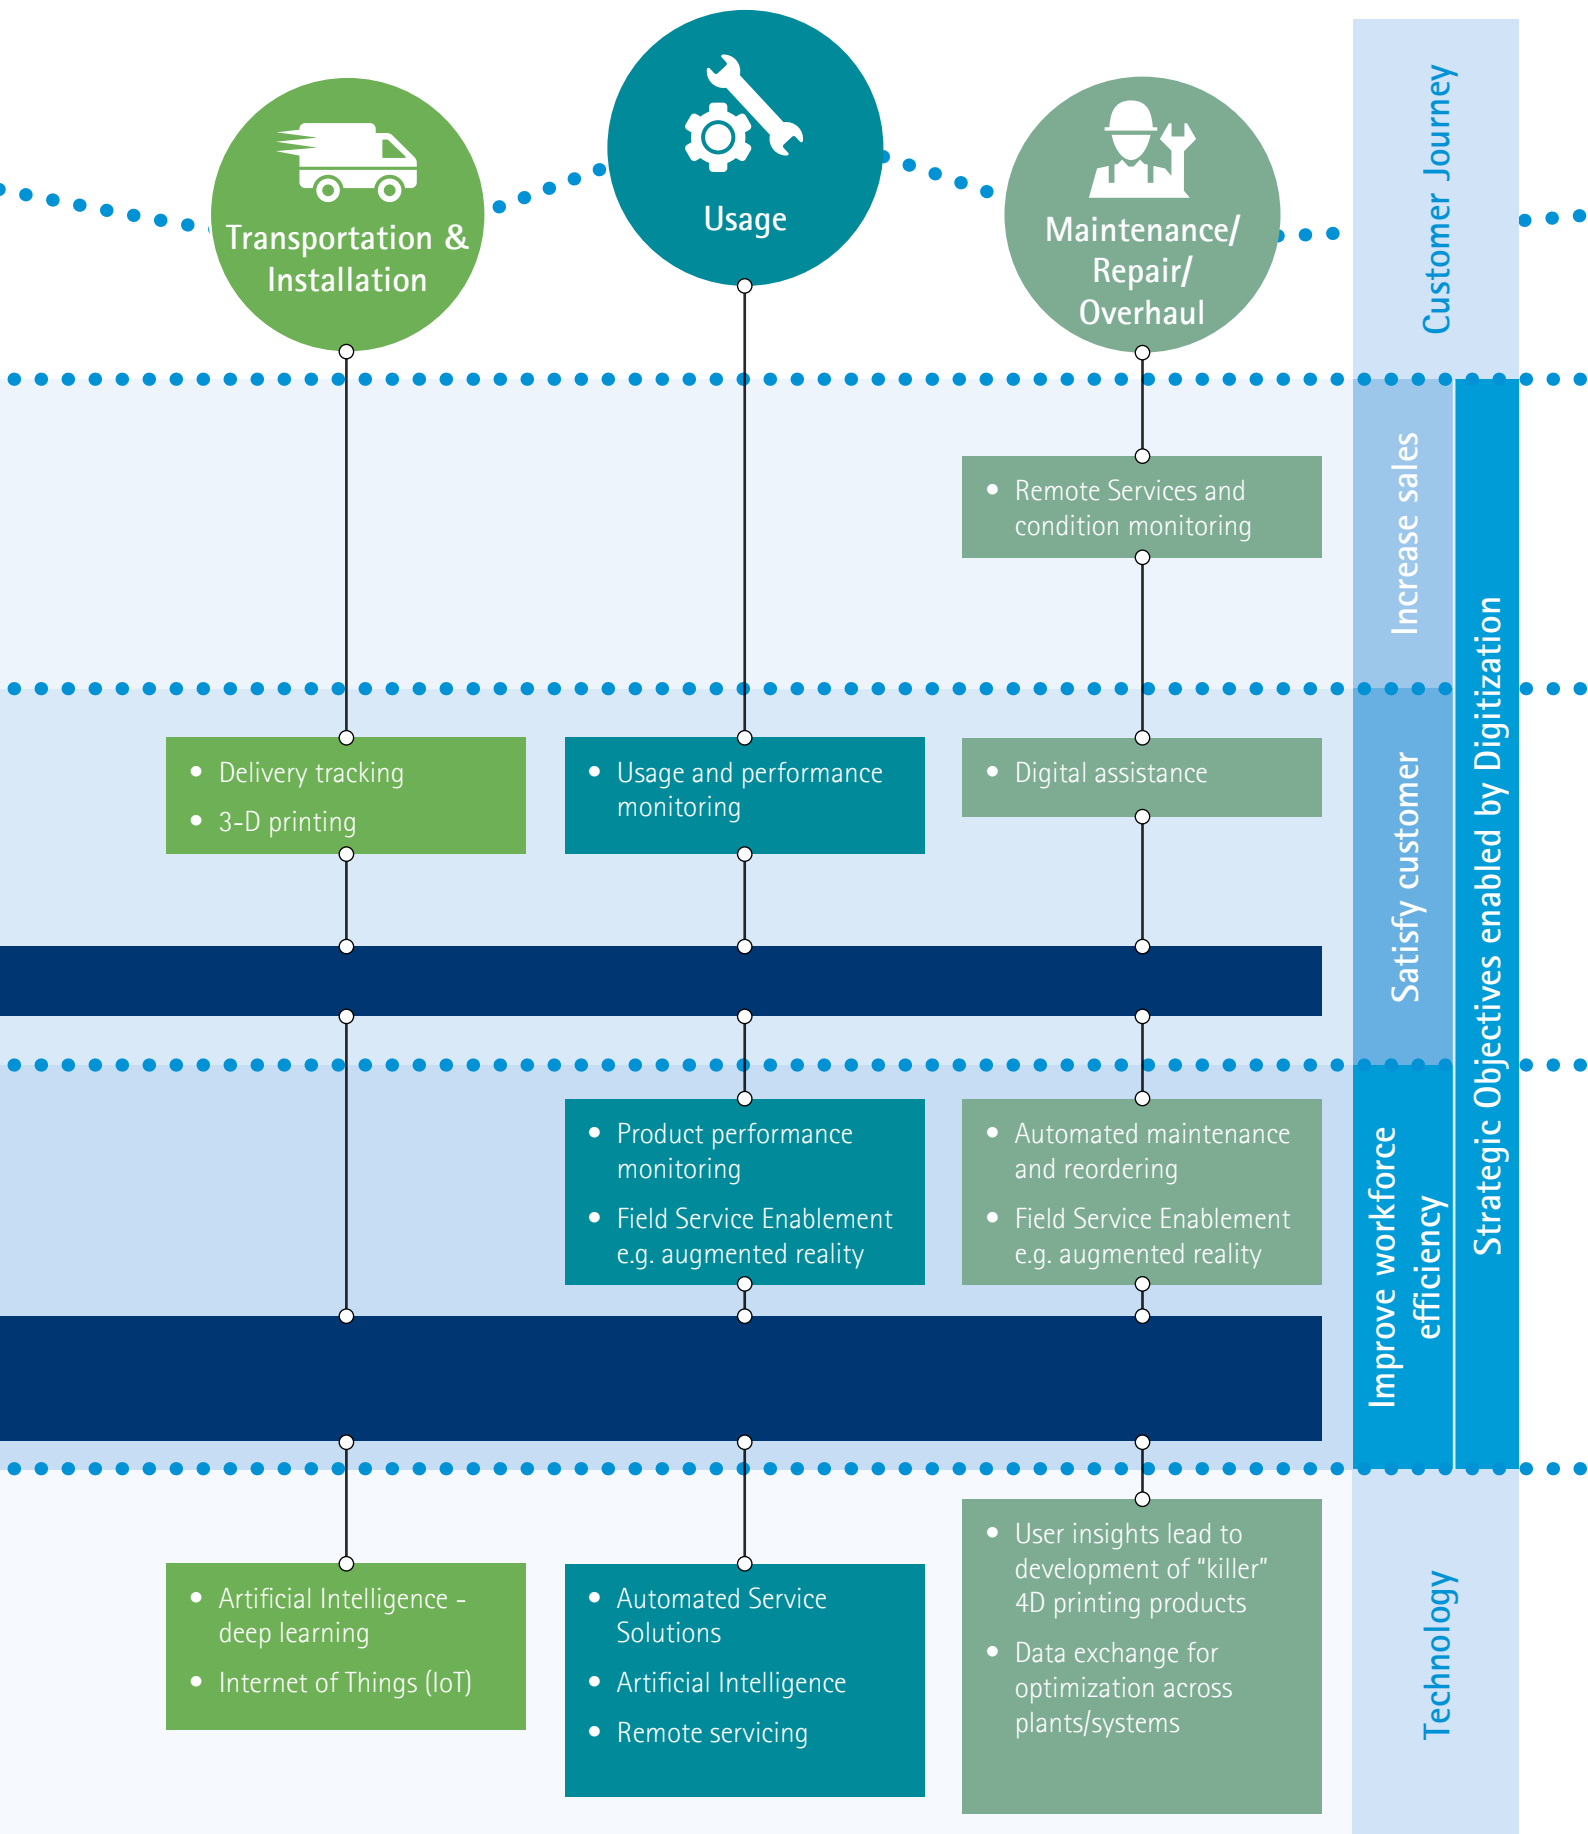 Transportation &
Installation
Usage
Maintenance/
Repair/
Overhaul
Customer Journey
• Remote Services and
condition monitoring
Increase sales
• Delivery tracking
• 3-D printing
• Usage and performance
monitoring
• Digital assistance
Satisfy customer
Strategic Objectives enabled by Digitization
• Product performance
monitoring
• Field Service Enablement
e.g. augmented reality
• Automated maintenance
and reordering
• Field Service Enablement
e.g. augmented reality
Improve workforce
efficiency
• Artificial Intelligence -
deep learning
• Internet of Things (IoT)
• Automated Service
Solutions
• Artificial Intelligence
• Remote servicing
• User insights lead to
development of “killer”
4D printing products
• Data exchange for
optimization across
plants/systems
Technology